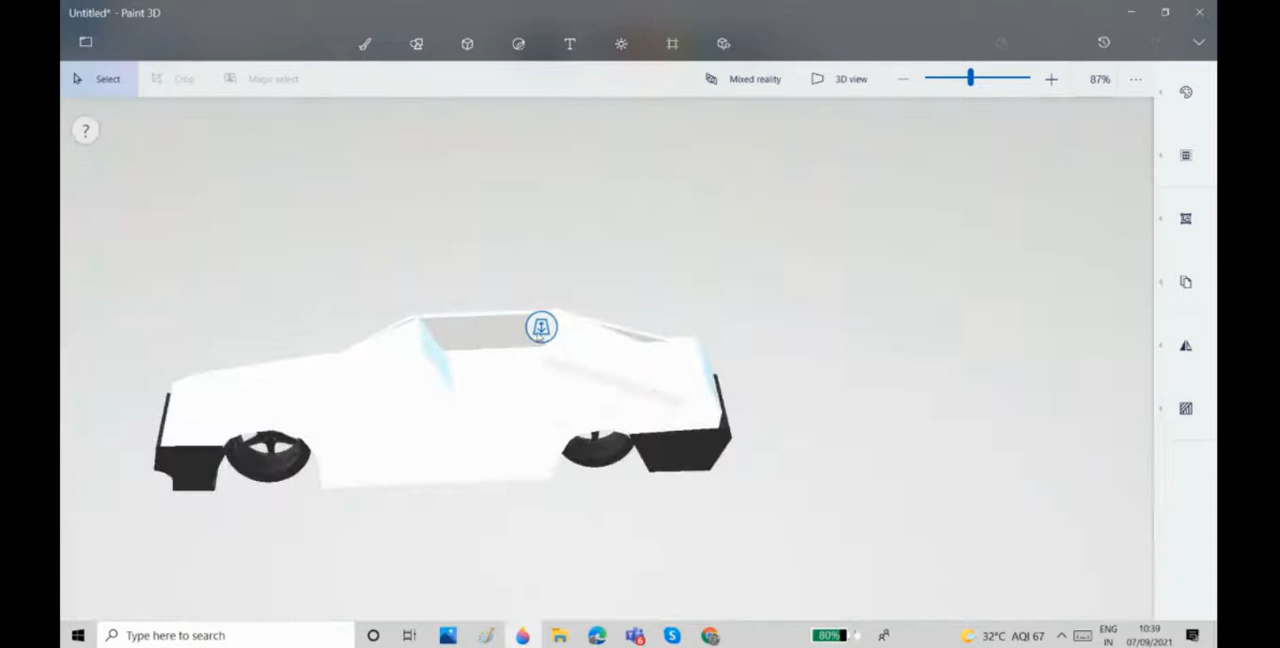 Untitled* - Paint 3D
Select
Crop
Magic select
Mixed reality
3D view
87%
?
Type here to search
80%
32°C AQI 67
ENG
IN
10:39
07/09/2021